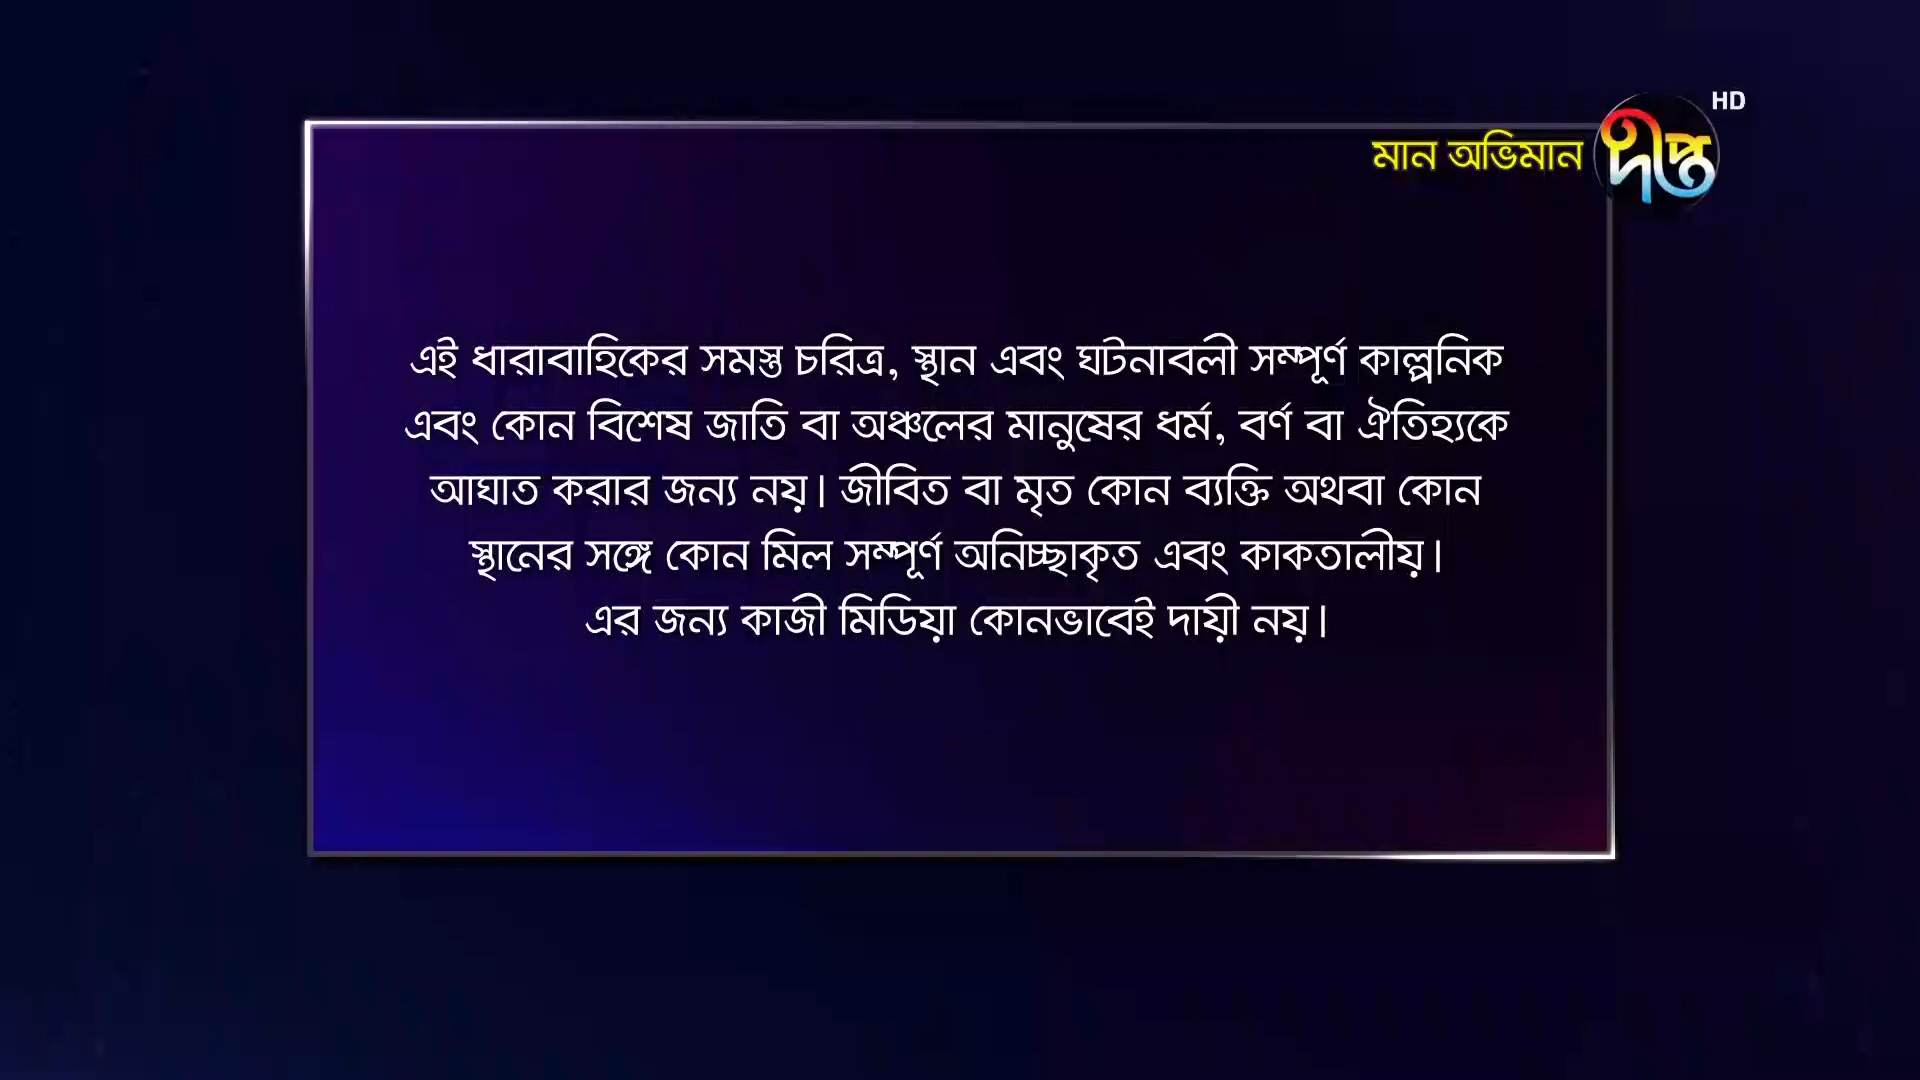 HD
মান অভিমান দীপ্ত
এই ধারাবাহিকের সমস্ত চরিত্র, স্থান এবং ঘটনাবলী সম্পূর্ণ কাল্পনিক
এবং কোন বিশেষ জাতি বা অঞ্চলের মানুষের ধর্ম, বর্ণ বা ঐতিহ্যকে
আঘাত করার জন্য নয়। জীবিত বা মৃত কোন ব্যক্তি অথবা কোন
স্থানের সঙ্গে কোন মিল সম্পূর্ণ অনিচ্ছাকৃত এবং কাকতালীয়।
এর জন্য কাজী মিডিয়া কোনভাবেই দায়ী নয়।